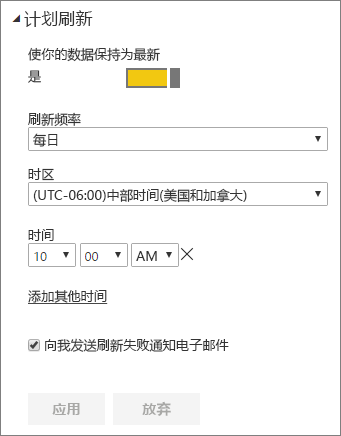 计划刷新
使你的数据保持为最新
是
刷新频率
每日
时区
(UTC-06:00)中部时间(美国和加拿大)
时间
10 00 AM
添加其他时间
向我发送刷新失败通知电子邮件
应用 放弃